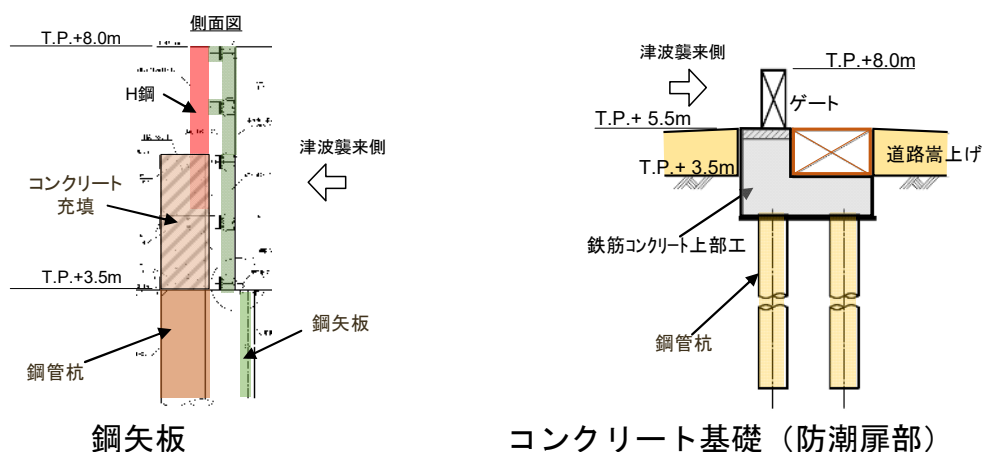 側面図
T.P.+8.0m
H鋼
津波襲来側
コンクリート
充填
T.P.+3.5m
鋼矢板
鋼管杭
鋼矢板
津波襲来側
T.P.+8.0m
ゲート
T.P.+ 5.5m
道路嵩上げ
T.P.+ 3.5m
鉄筋コンクリート上部工
鋼管杭
コンクリート基礎（防潮扉部）